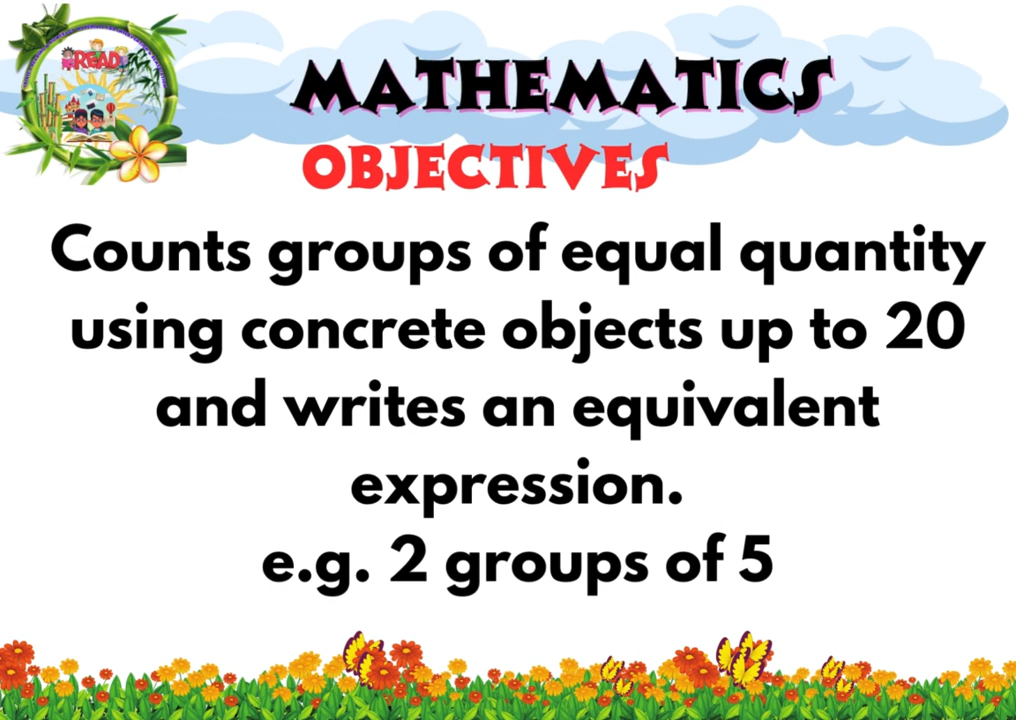 READ
MATHEMATICS
OBJECTIVES
Counts groups of equal quantity
using concrete objects up to 20
and writes an equivalent
expression.
e.g. 2 groups of 5